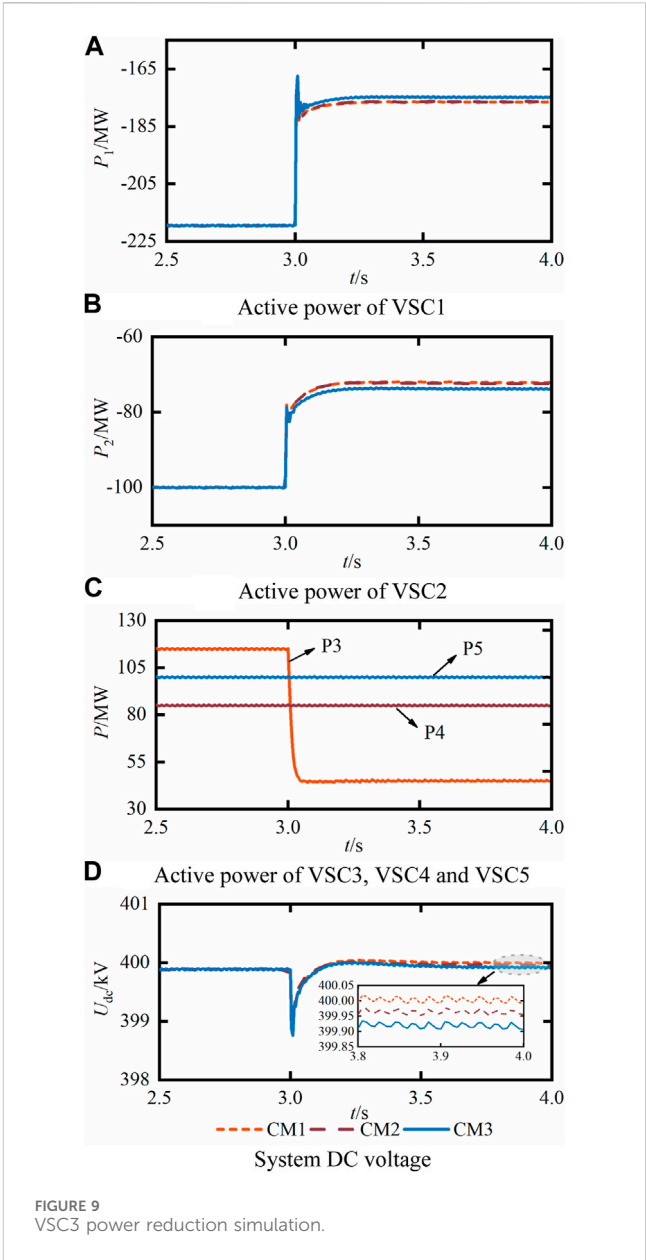 A
-165
-185
-205
-225
P1/MW
2.5 3.0 3.5 4.0
t/s
Active power of VSC1
B
-60
-80
-100
P2/MW
2.5 3.0 3.5 4.0
t/s
Active power of VSC2
C
130
105
80
55
30
P/MW
P3
P5
P4
2.5 3.0 3.5 4.0
t/s
Active power of VSC3, VSC4 and VSC5
D
401
400
399
398
Udc/kV
400.05
400.00
399.95
399.90
399.85
3.8 3.9 4.0
2.5 3.0 3.5 4.0
t/s
CM1 CM2 CM3
System DC voltage
FIGURE 9
VSC3 power reduction simulation.